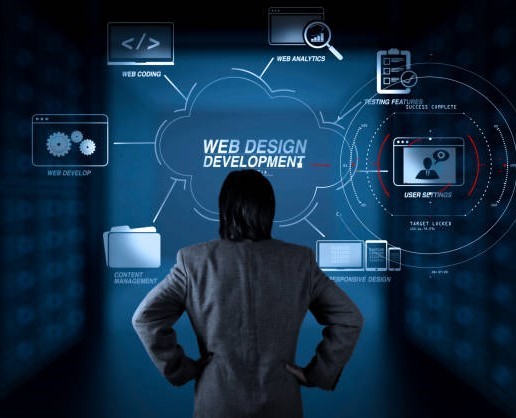 WEB CODING
WEB ANALYTICS
TESTING FEATURES
SUCCESS COMPLETE
WEB DESIGN
DEVELOPMENT
WEB DEVELOP
USER SETTINGS
TARGET LOCKED
CONTENT
MANAGEMENT
RESPONSIVE DESIGN